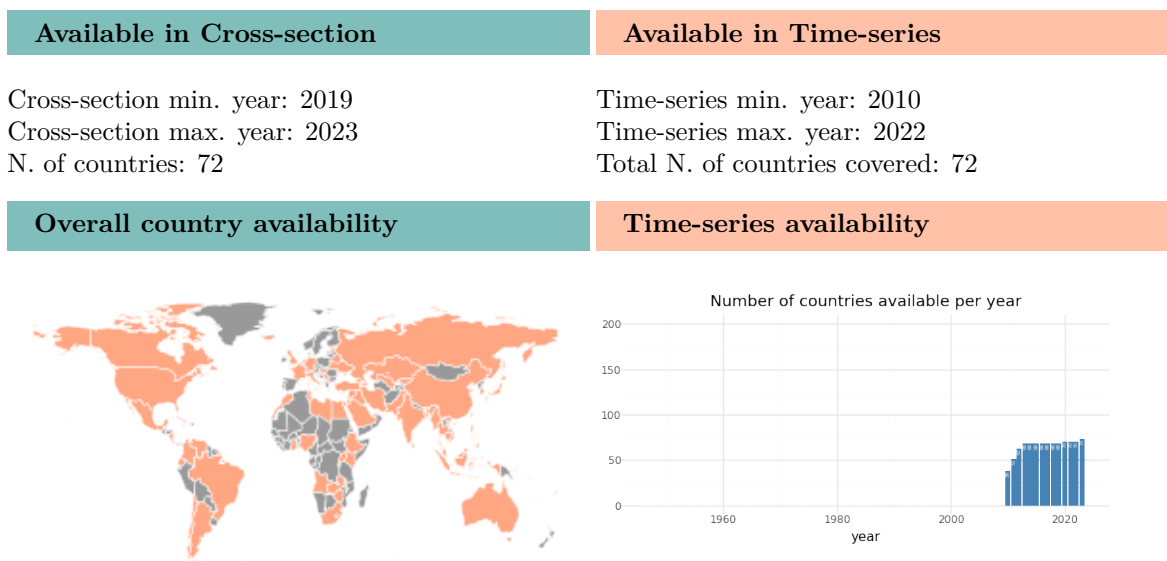 Available in Cross-section
Available in Time-series
Cross-section min. year: 2019
Cross-section max. year: 2023
N. of countries: 72
Time-series min. year: 2010
Time-series max. year: 2022
Total N. of countries covered: 72
Overall country availability
Time-series availability
Number of countries available per year
200
150
100
50
0
1960 1980 2000 2020
year